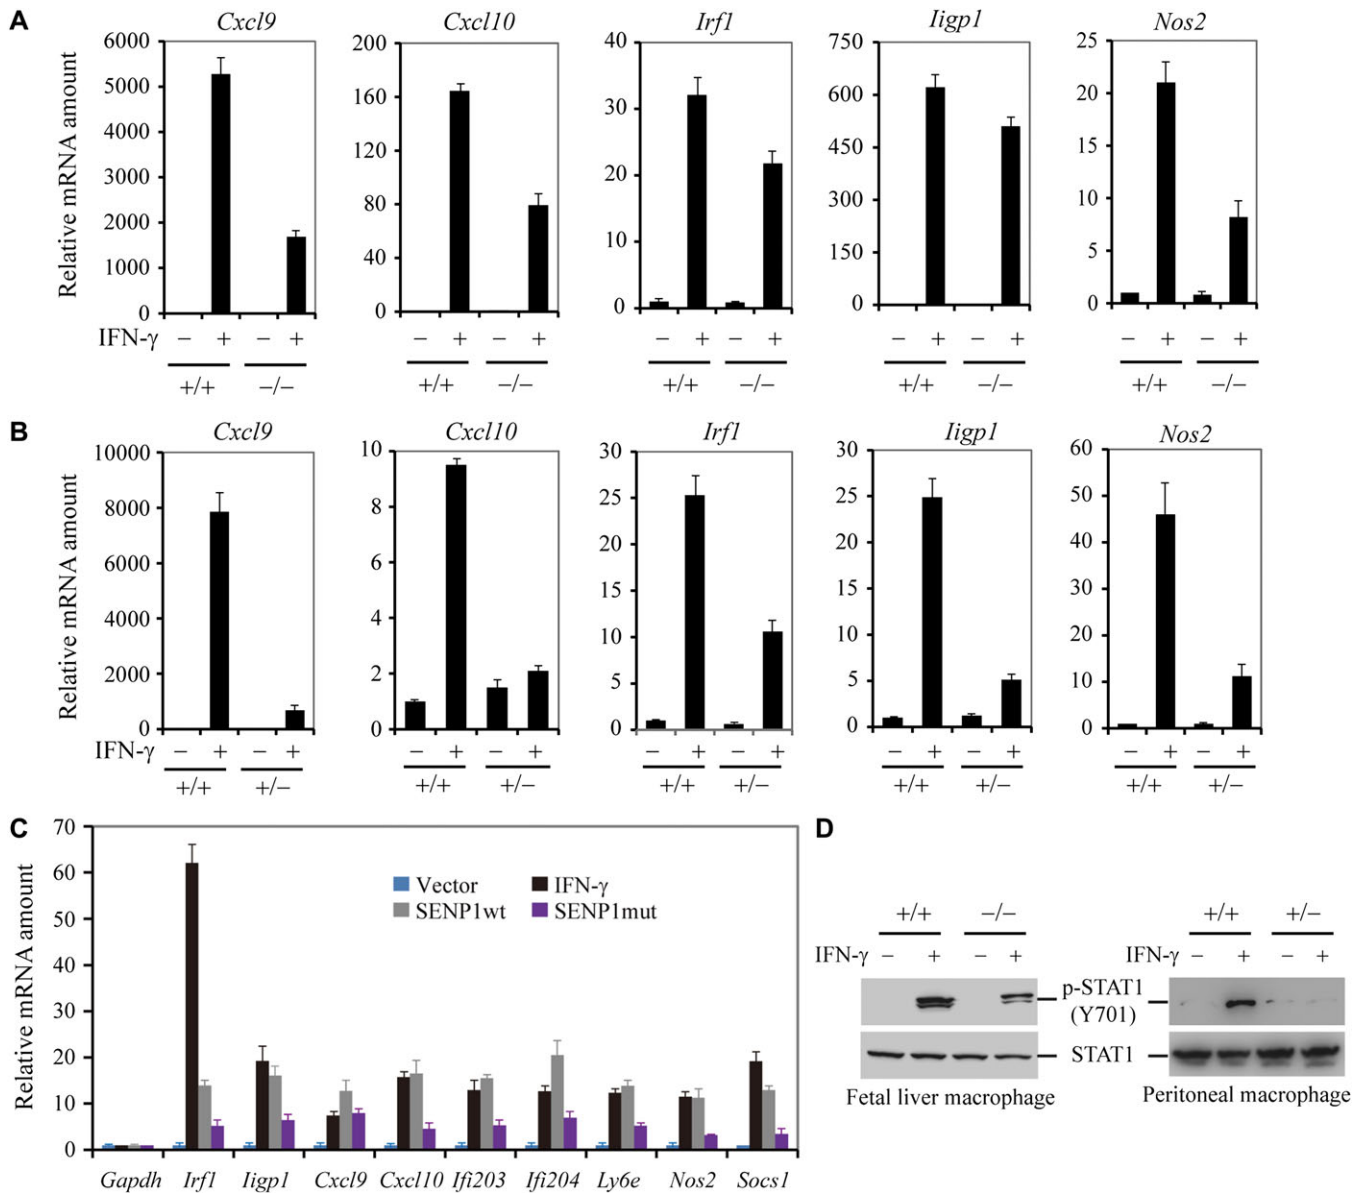 A
Cxcl9 Cxcl10 Irf1 Iigp1 Nos2
Relative mRNA amount
6000 5000 4000 3000 2000 1000 0
200 160 120 80 40 0
40 30 20 10 0
750 600 450 300 150 0
25 20 15 10 5 0
IFN-γ − + − + − + − + − + − + − + − + − + − +
+/+ −/− +/+ −/− +/+ −/− +/+ −/− +/+ −/−
B
Cxcl9 Cxcl10 Irf1 Iigp1 Nos2
Relative mRNA amount
10000 8000 6000 4000 2000 0
10 8 6 4 2 0
30 25 20 15 10 5 0
30 25 20 15 10 5 0
60 50 40 30 20 10 0
IFN-γ − + − + − + − + − + − + − + − + − + − +
+/+ +/− +/+ +/− +/+ +/− +/+ +/− +/+ +/−
C
Relative mRNA amount
70
60
50
40
30
20
10
0
Vector IFN-γ
SENP1wt SENP1mut
Gapdh Irf1 Iigp1 Cxcl9 Cxcl10 Ifi203 Ifi204 Ly6e Nos2 Socs1
D
+/+ −/− +/+ +/−
IFN-γ − + − + IFN-γ − + − +
p-STAT1
(Y701)
STAT1
Fetal liver macrophage Peritoneal macrophage